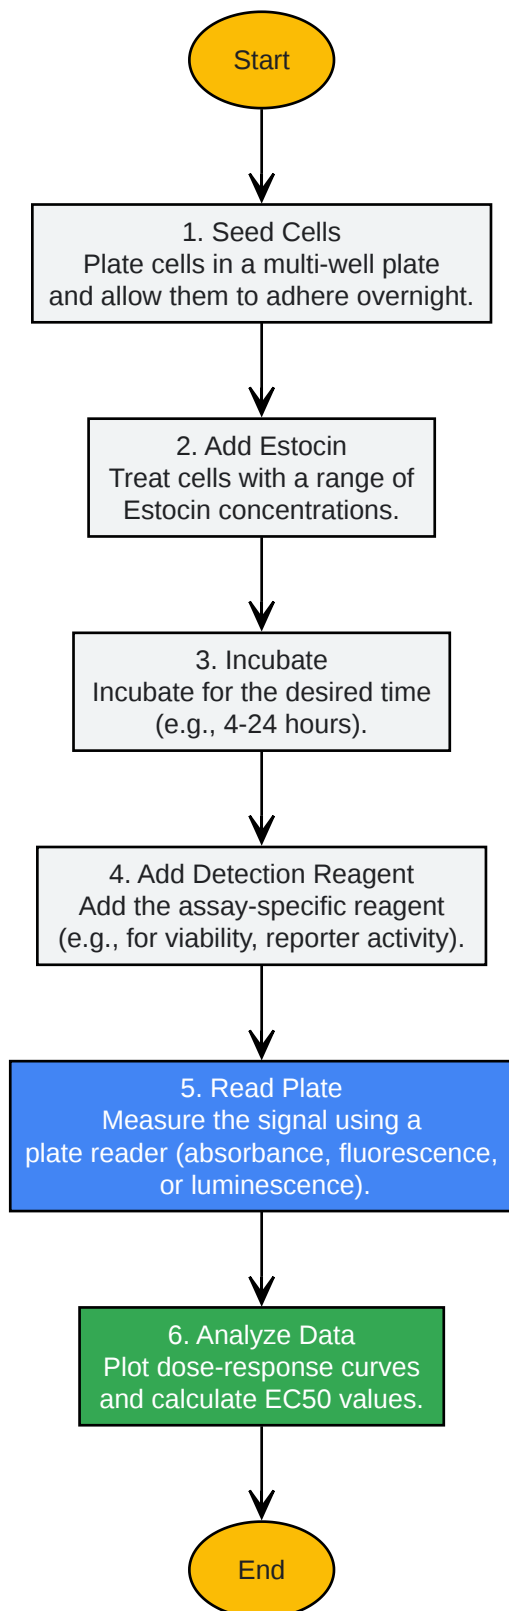 Start
1. Seed Cells
Plate cells in a multi-well plate
and allow them to adhere overnight.
2. Add Estocin
Treat cells with a range of
Estocin concentrations.
3. Incubate
Incubate for the desired time
(e.g., 4-24 hours).
4. Add Detection Reagent
Add the assay-specific reagent
(e.g., for viability, reporter activity).
5. Read Plate
Measure the signal using a
plate reader (absorbance, fluorescence,
or luminescence).
6. Analyze Data
Plot dose-response curves
and calculate EC50 values.
End